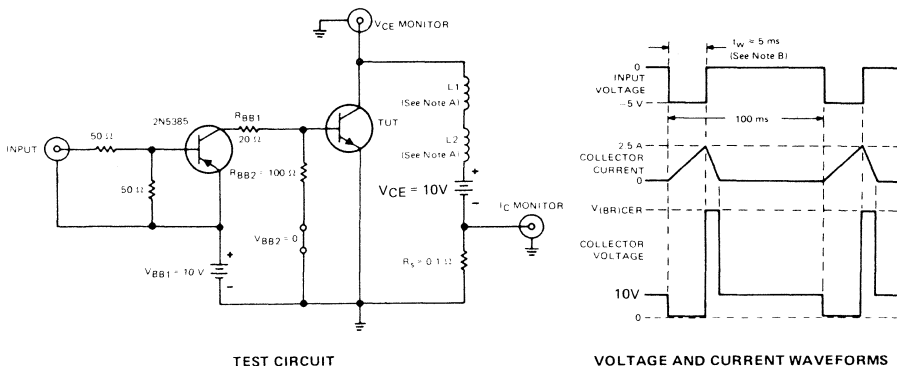 VCE MONITOR
L1
(See Note A)
L2
(See Note A)
2N5385
RBB1
20 Ω
TUT
INPUT
50 Ω
50 Ω
RBB2 = 100 Ω
VCE = 10V
+
-
IC MONITOR
VBB2 = 0
RS = 0.1 Ω
VBB1 = 10 V
+
-
TEST CIRCUIT
tw = 5 ms
(See Note B)
0
INPUT
VOLTAGE
-5 V
100 ms
2.5 A
COLLECTOR
CURRENT
0
V(BR)CER
COLLECTOR
VOLTAGE
10V
0
VOLTAGE AND CURRENT WAVEFORMS